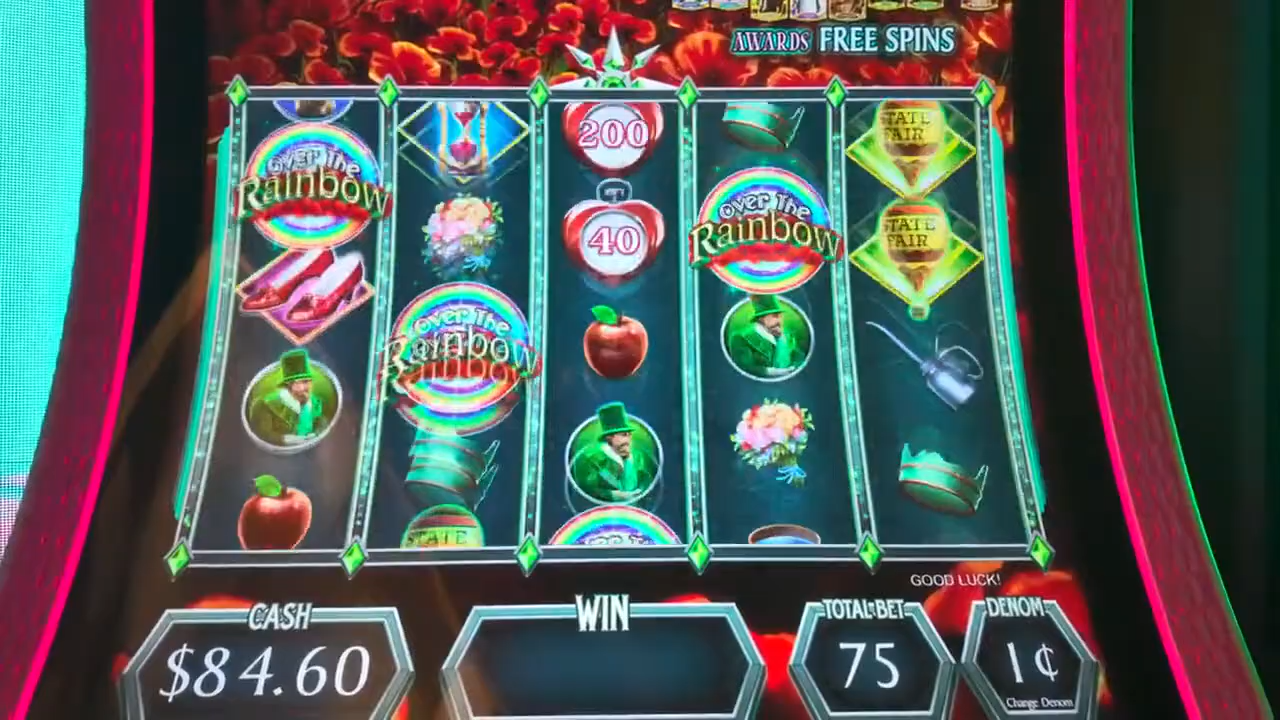 AWARDS FREE SPINS
200
STATE
FAIR
OVER THE
RAINBOW
OVER THE
RAINBOW
40
STATE
FAIR
OVER THE
RAINBOW
STATE
GOOD LUCK!
CASH
WIN
TOTAL BET
DENOM
$84.60
75
1¢
Change Denom